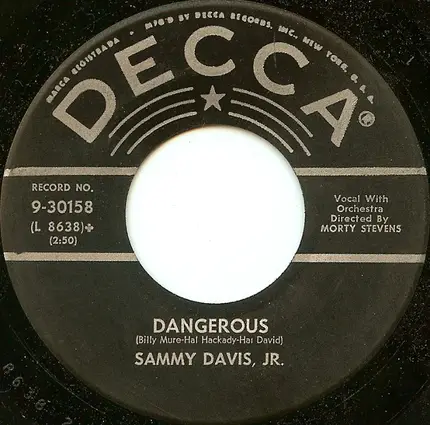 MARCA REGISTRADA • MF'G'D BY DECCA RECORDS, INC., NEW YORK, U. S. A.
DECCA
RECORD NO.
9-30158
(L 8638)✤
(2:50)
Vocal With
Orchestra
Directed By
MORTY STEVENS
DANGEROUS
(Billy Mure-Hal Hackady-Hal David)
SAMMY DAVIS, JR.